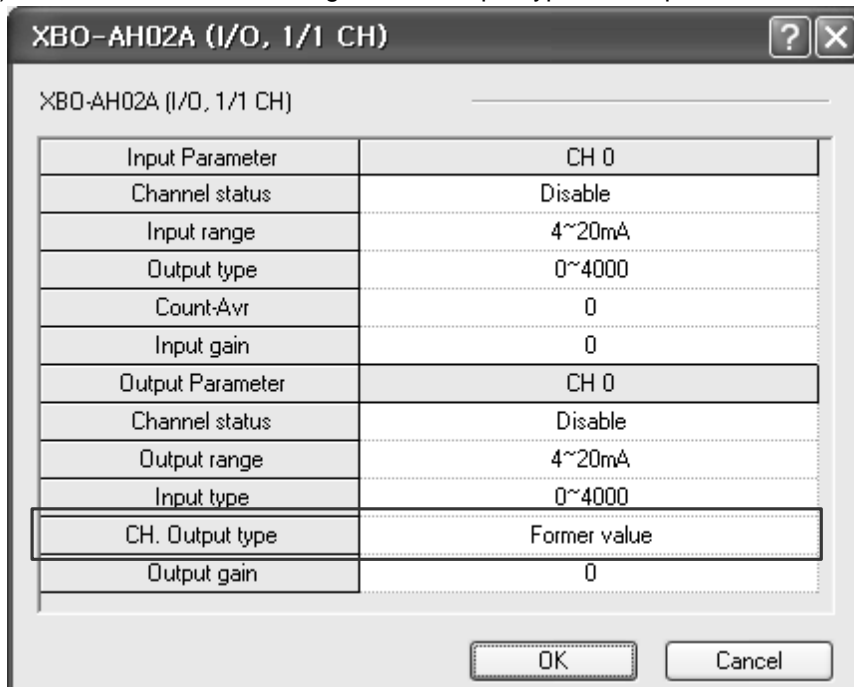 XBO-AH02A (I/O, 1/1 CH)
XBO-AH02A (I/O, 1/1 CH)
Input Parameter CH 0
Channel status Disable
Input range 4~20mA
Output type 0~4000
Count-Avr 0
Input gain 0
Output Parameter CH 0
Channel status Disable
Output range 4~20mA
Input type 0~4000
CH. Output type Former value
Output gain 0
OK Cancel